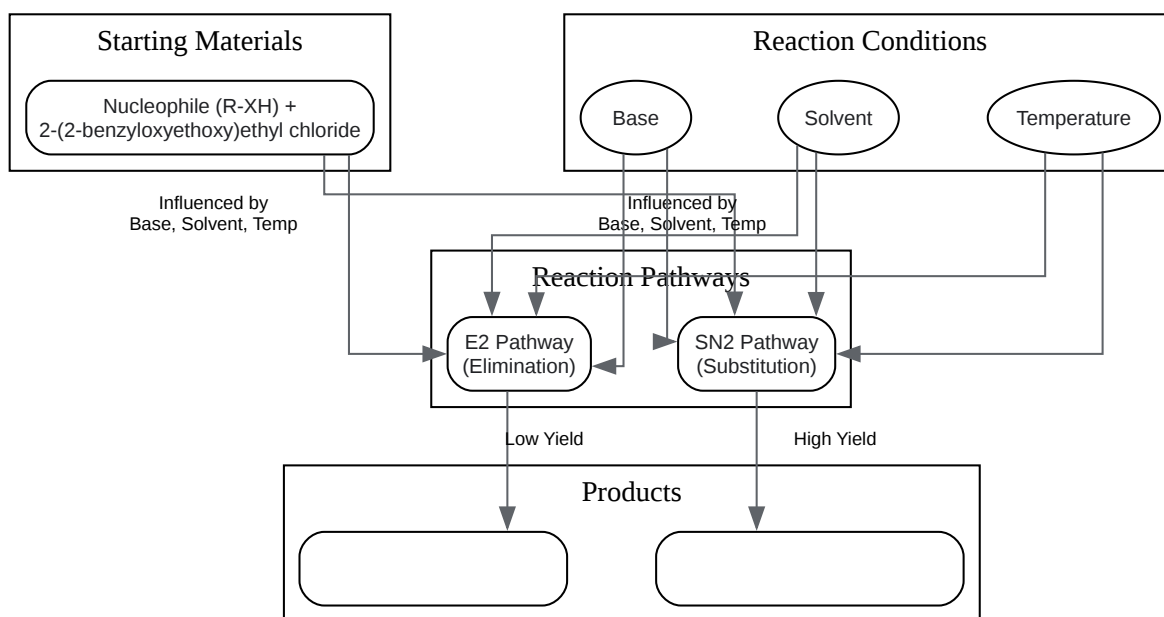 Starting Materials
Reaction Conditions
Nucleophile (R-XH) +
2-(2-benzyloxyethoxy)ethyl chloride
Base
Solvent
Temperature
Influenced by
Base, Solvent, Temp
Influenced by
Base, Solvent, Temp
Reaction Pathways
E2 Pathway
(Elimination)
SN2 Pathway
(Substitution)
Low Yield
High Yield
Products